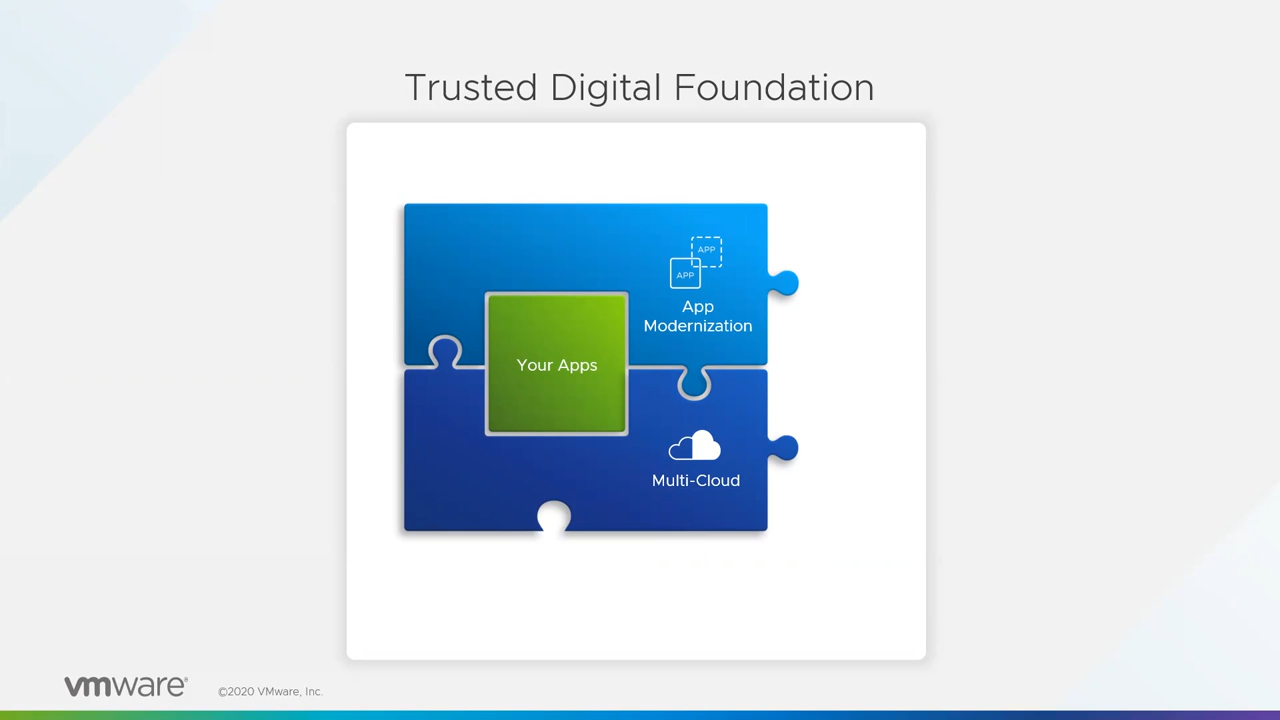 Trusted Digital Foundation
APP
APP
App
Modernization
Your Apps
Multi-Cloud
vmware®
©2020 VMware, Inc.